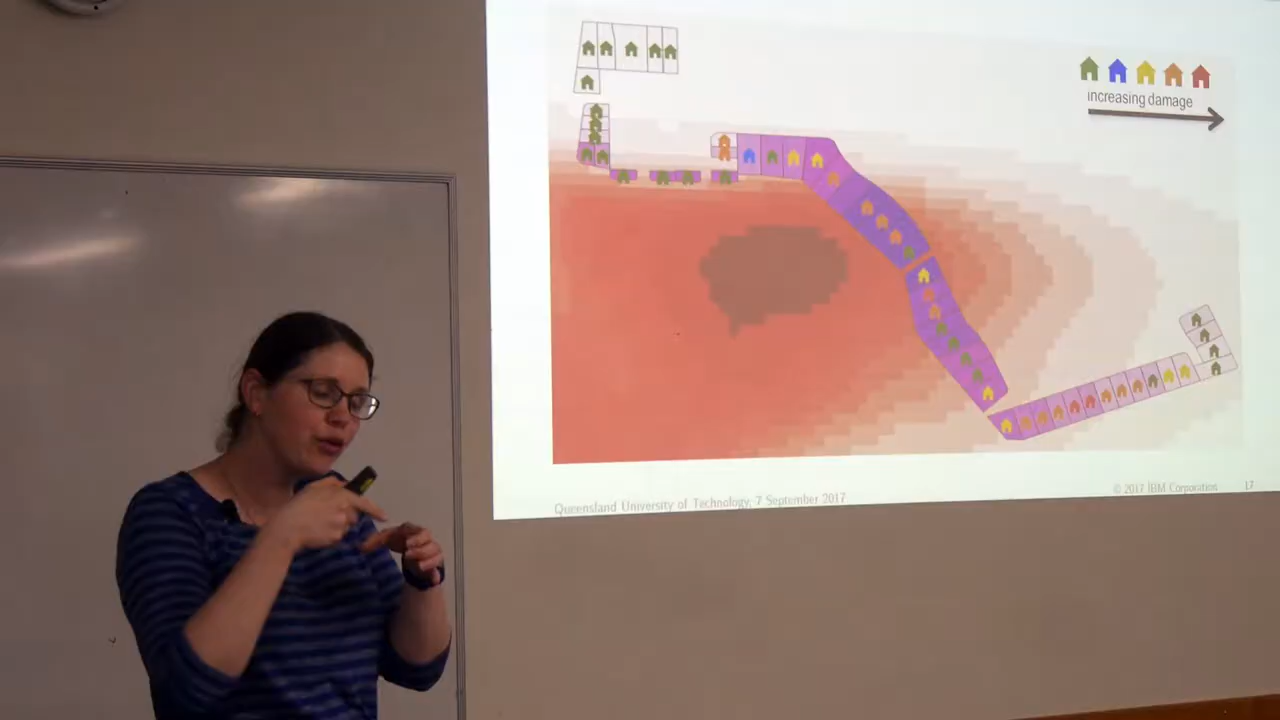 increasing damage
Queensland University of Technology, 7 September 2017
© 2017 IBM Corporation
17